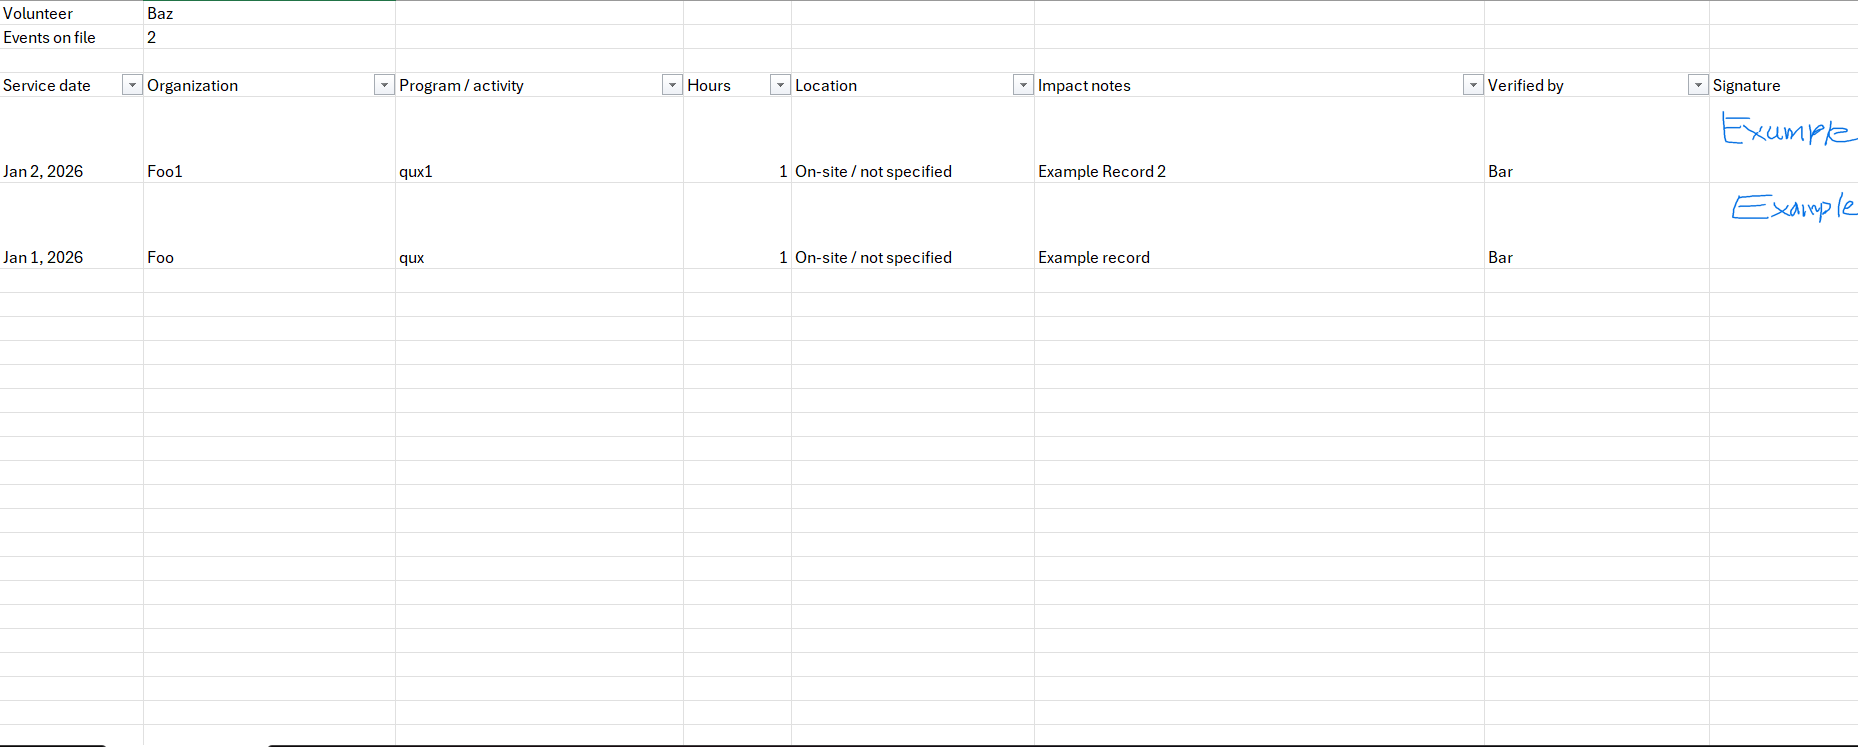 Volunteer Baz
Events on file 2
Service date Organization Program / activity Hours Location Impact notes Verified by Signature
Example
Jan 2, 2026 Foo1 qux1 1 On-site / not specified Example Record 2 Bar
Example
Jan 1, 2026 Foo qux 1 On-site / not specified Example record Bar